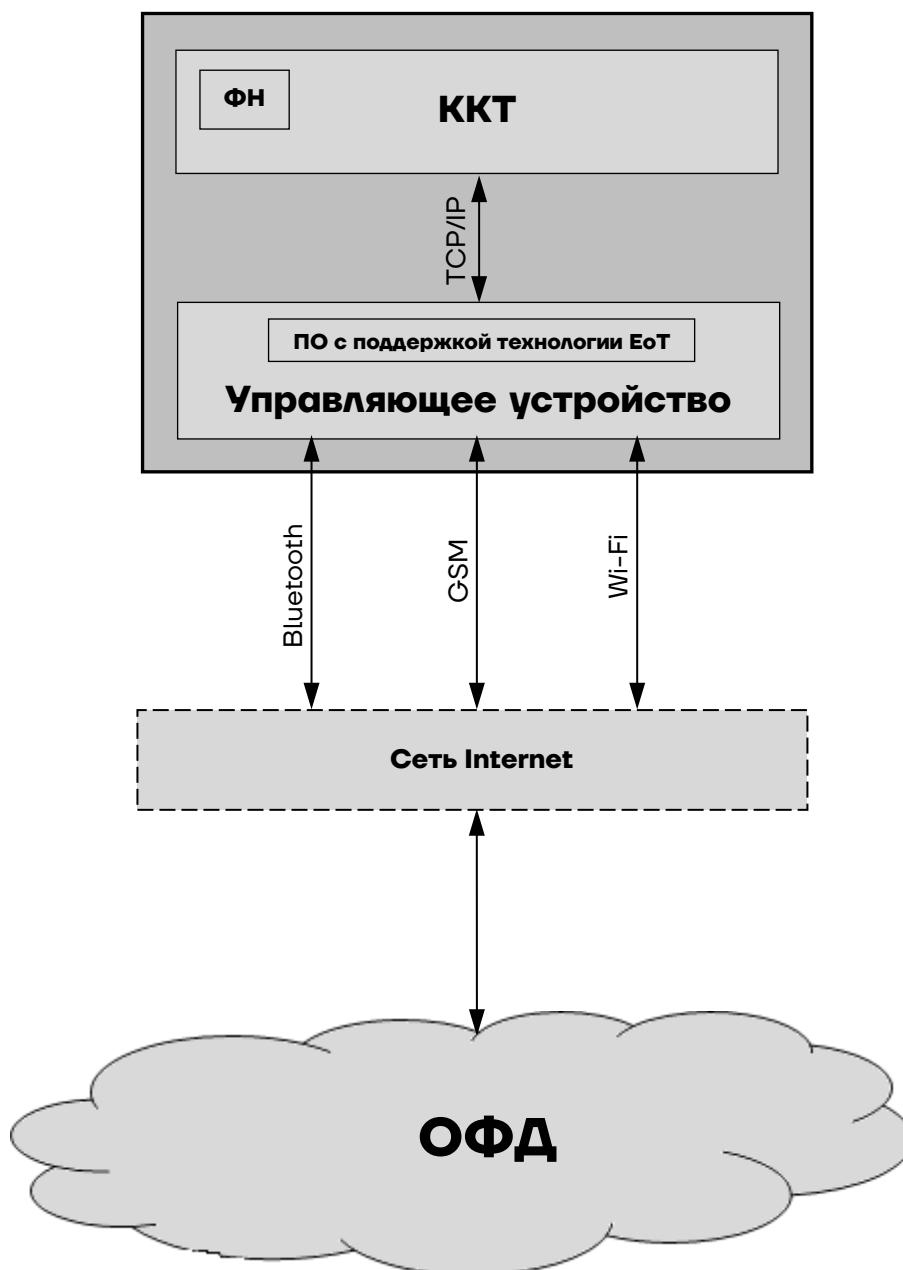 ФН
ККТ
TCP/IP
ПО с поддержкой технологии EoT
Управляющее устройство
Bluetooth
GSM
Wi-Fi
Сеть Internet
ОФД